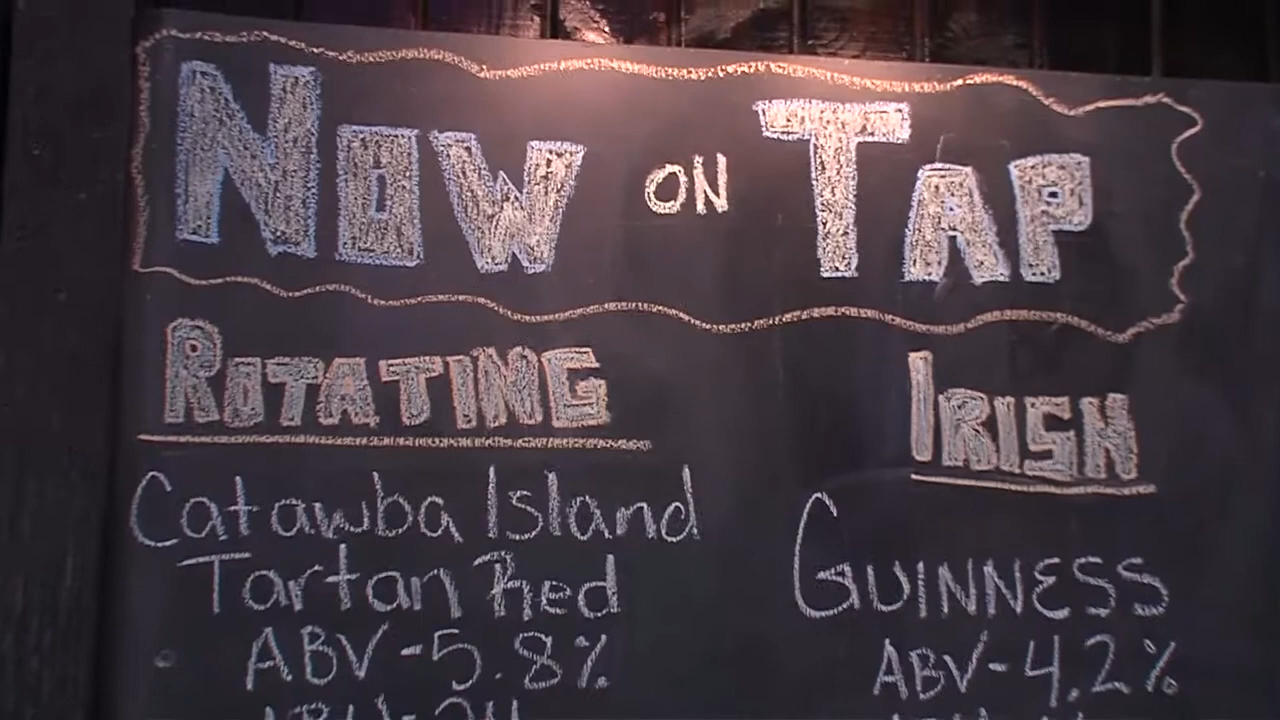 NOW ON TAP
ROTATING
Catawba Island
Tartan Red
ABV-5.8%
IRISH
GUINNESS
ABV-4.2%